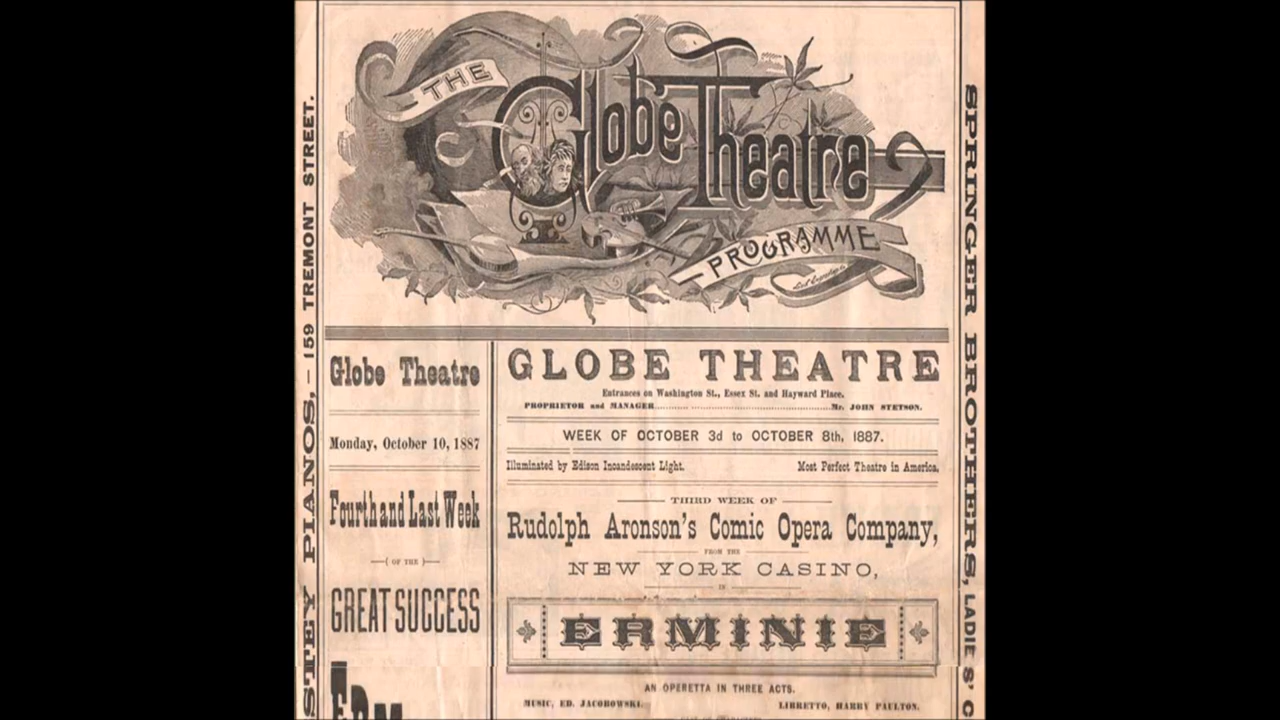 THE
Globe Theatre
PROGRAMME
ESTEY PIANOS,—159 TREMONT STREET.
Globe Theatre
Monday, October 10, 1887
Fourth and Last Week
—{ OF THE }—
GREAT SUCCESS
GLOBE THEATRE
Entrances on Washington St., Essex St. and Hayward Place.
PROPRIETOR and MANAGER...........Mr. JOHN STETSON.
WEEK OF OCTOBER 3d to OCTOBER 8th, 1887.
Illuminated by Edison Incandescent Light. Most Perfect Theatre in America.
THIRD WEEK OF
Rudolph Aronson's Comic Opera Company,
FROM THE
NEW YORK CASINO,
IN
ERMINIE
AN OPERETTA IN THREE ACTS.
MUSIC, ED. JACOBOWSKI. LIBRETTO, HARRY PAULTON.
SPRINGER BROTHERS, LADIES' C